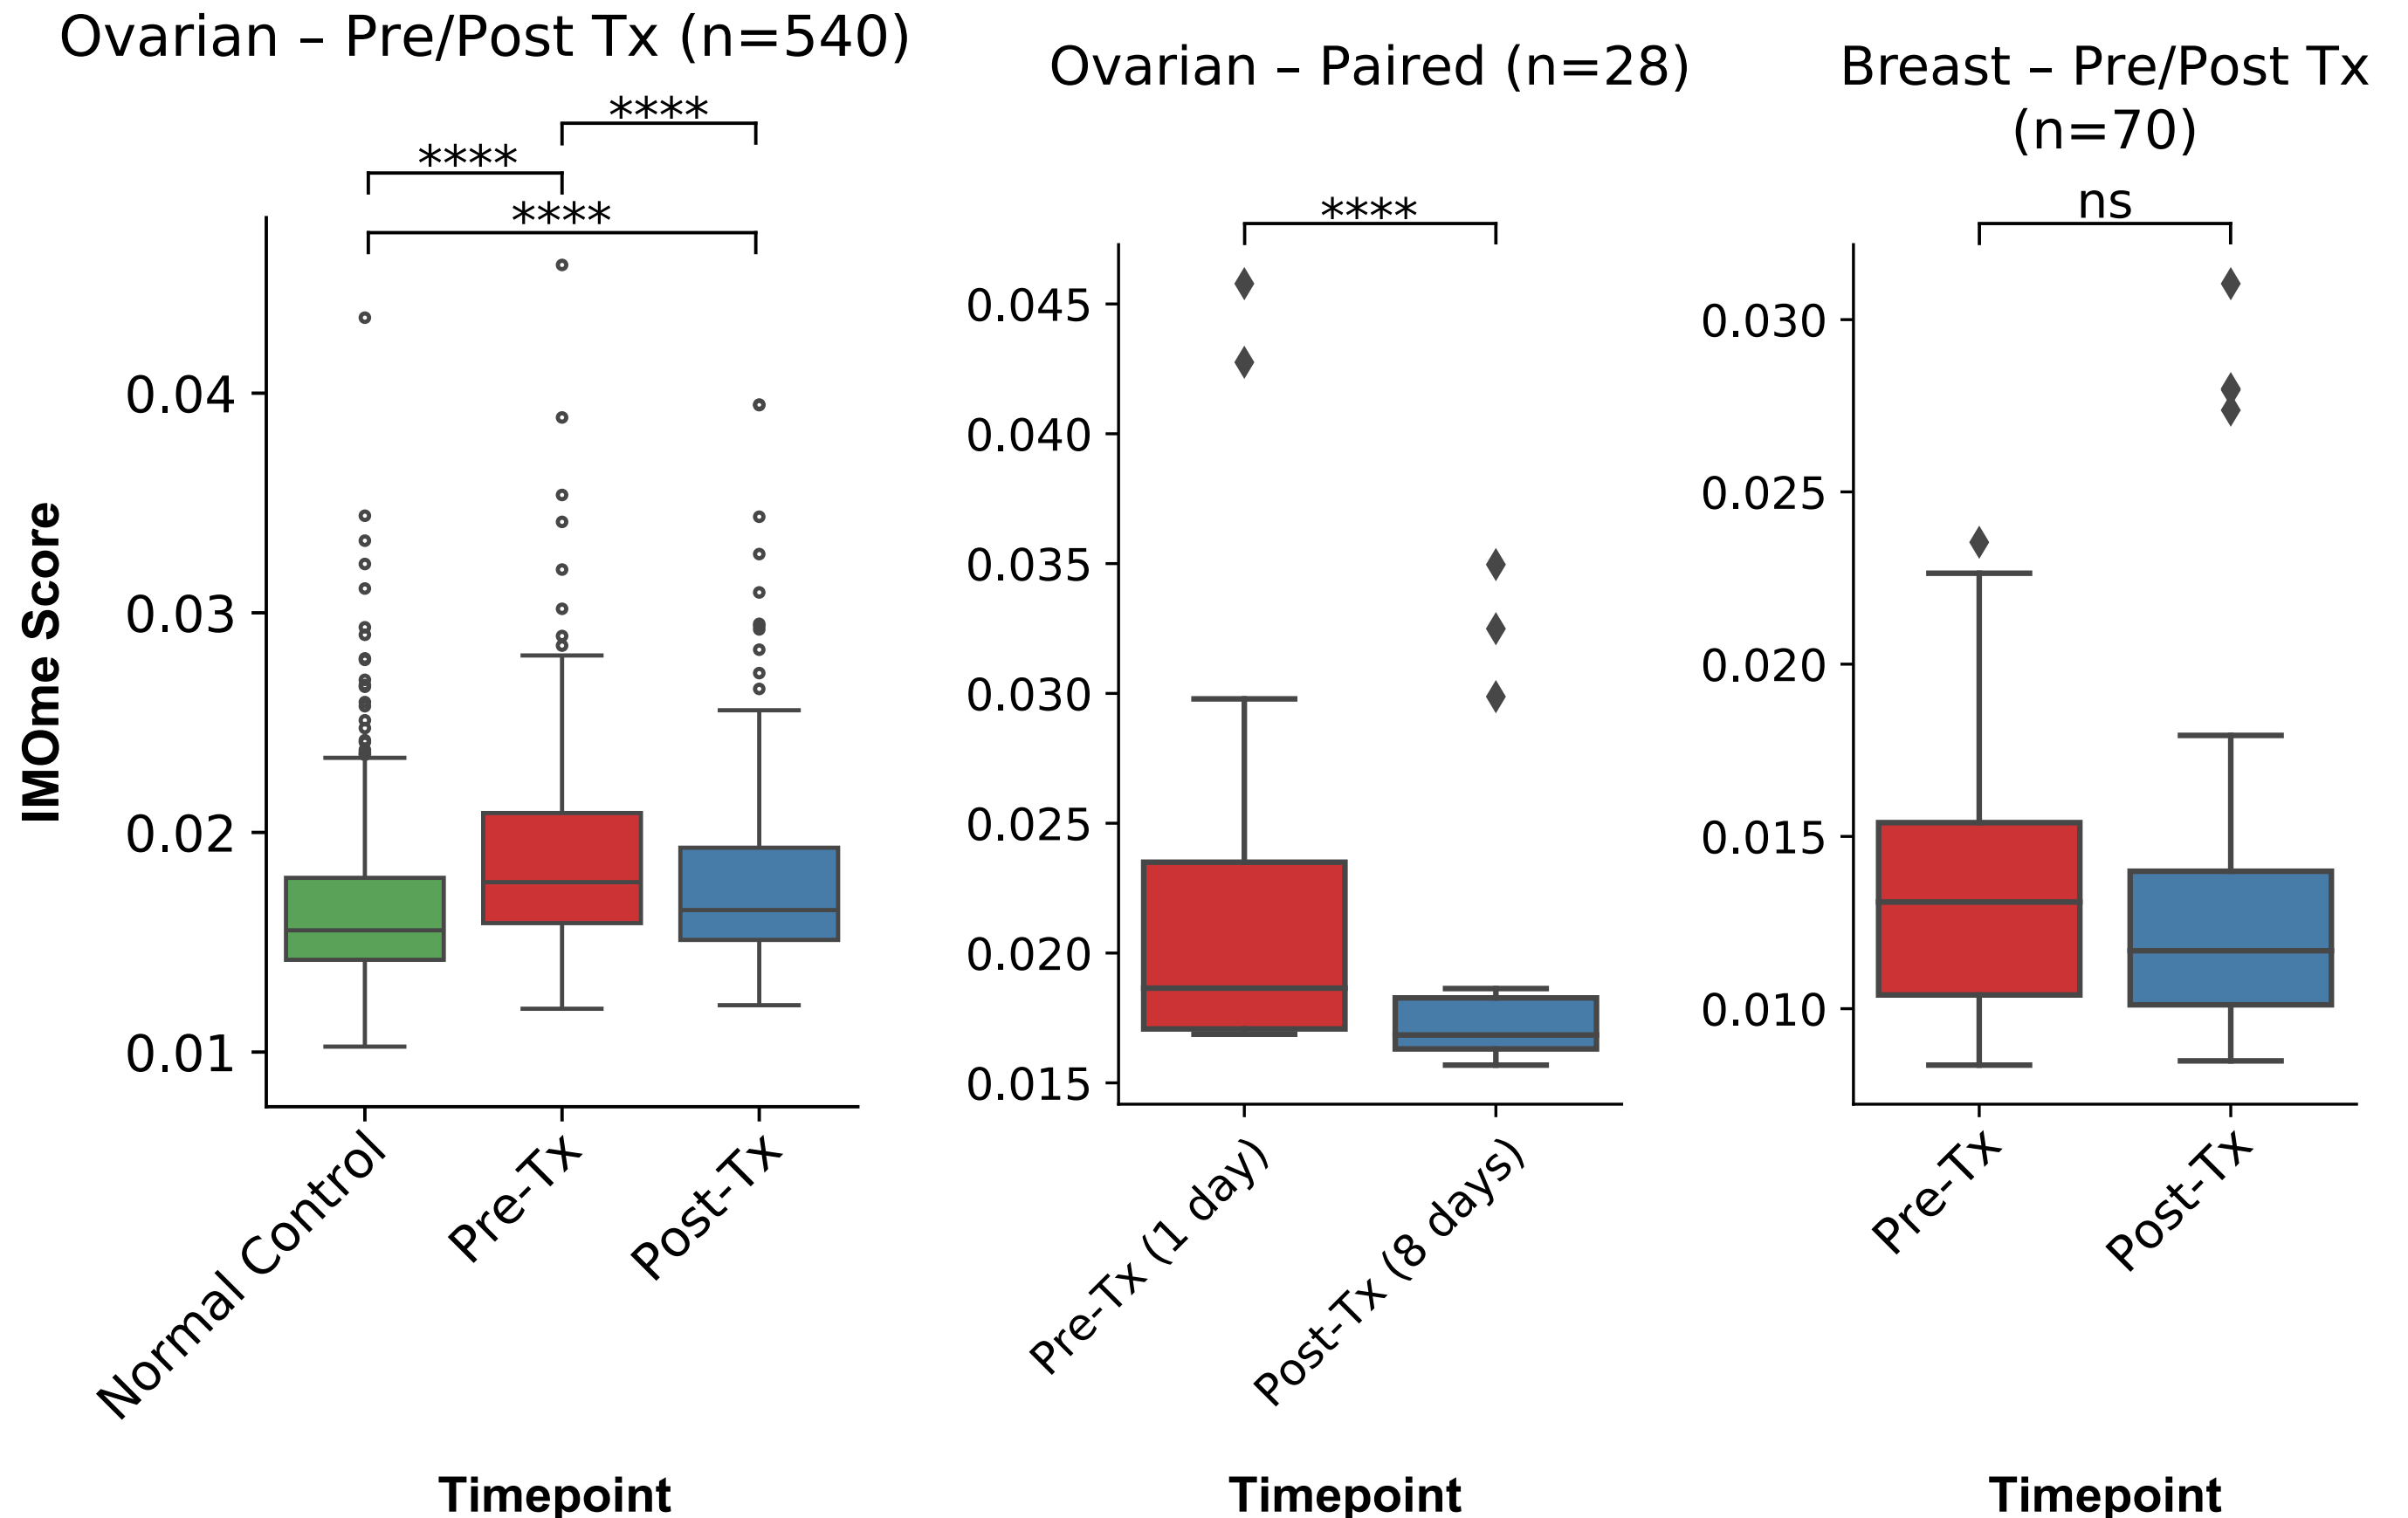 Ovarian – Pre/Post Tx (n=540)
****
****
****
IMOme Score
0.04
0.03
0.02
0.01
Normal Control
Pre-Tx
Post-Tx
Timepoint
Ovarian – Paired (n=28)
****
0.045
0.040
0.035
0.030
0.025
0.020
0.015
Pre-Tx (1 day)
Post-Tx (8 days)
Timepoint
Breast – Pre/Post Tx
(n=70)
ns
0.030
0.025
0.020
0.015
0.010
Pre-Tx
Post-Tx
Timepoint